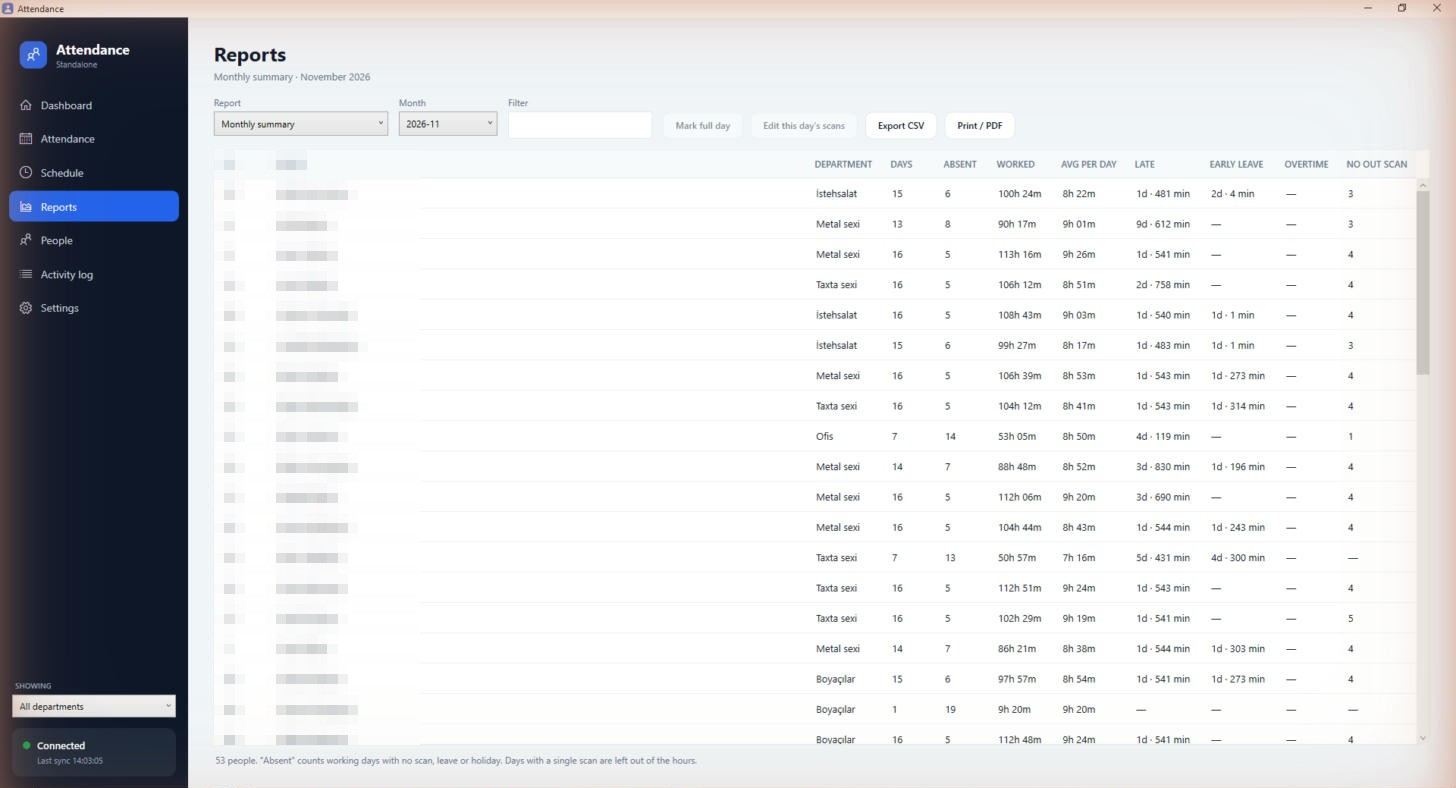 Attendance
Attendance
Standalone
Dashboard
Attendance
Schedule
Reports
People
Activity log
Settings
SHOWING
All departments
Connected
Last sync 14:03:05
Reports
Monthly summary · November 2026
Report Month Filter
Monthly summary 2026-11 Mark full day Edit this day's scans Export CSV Print / PDF
DEPARTMENT DAYS ABSENT WORKED AVG PER DAY LATE EARLY LEAVE OVERTIME NO OUT SCAN
İstehsalat 15 6 100h 24m 8h 22m 1d · 481 min 2d · 4 min — 3
Metal sexi 13 8 90h 17m 9h 01m 9d · 612 min — — 3
Metal sexi 16 5 113h 16m 9h 26m 1d · 541 min — — 4
Taxta sexi 16 5 106h 12m 8h 51m 2d · 758 min — — 4
İstehsalat 16 5 108h 43m 9h 03m 1d · 540 min 1d · 1 min — 4
İstehsalat 15 6 99h 27m 8h 17m 1d · 483 min 1d · 1 min — 3
Metal sexi 16 5 106h 39m 8h 53m 1d · 543 min 1d · 273 min — 4
Taxta sexi 16 5 104h 12m 8h 41m 1d · 543 min 1d · 314 min — 4
Ofis 7 14 53h 05m 8h 50m 4d · 119 min — — 1
Metal sexi 14 7 88h 48m 8h 52m 3d · 830 min 1d · 196 min — 4
Metal sexi 16 5 112h 06m 9h 20m 3d · 690 min — — 4
Metal sexi 16 5 104h 44m 8h 43m 1d · 544 min 1d · 243 min — 4
Taxta sexi 7 13 50h 57m 7h 16m 5d · 431 min 4d · 300 min — —
Taxta sexi 16 5 112h 51m 9h 24m 1d · 543 min — — 4
Taxta sexi 16 5 102h 29m 9h 19m 1d · 541 min — — 5
Metal sexi 14 7 86h 21m 8h 38m 1d · 544 min 1d · 303 min — 4
Boyaçılar 15 6 97h 57m 8h 54m 1d · 541 min 1d · 273 min — 4
Boyaçılar 1 19 9h 20m 9h 20m — — — —
Boyaçılar 16 5 112h 48m 9h 24m 1d · 541 min — — 4
53 people. "Absent" counts working days with no scan, leave or holiday. Days with a single scan are left out of the hours.